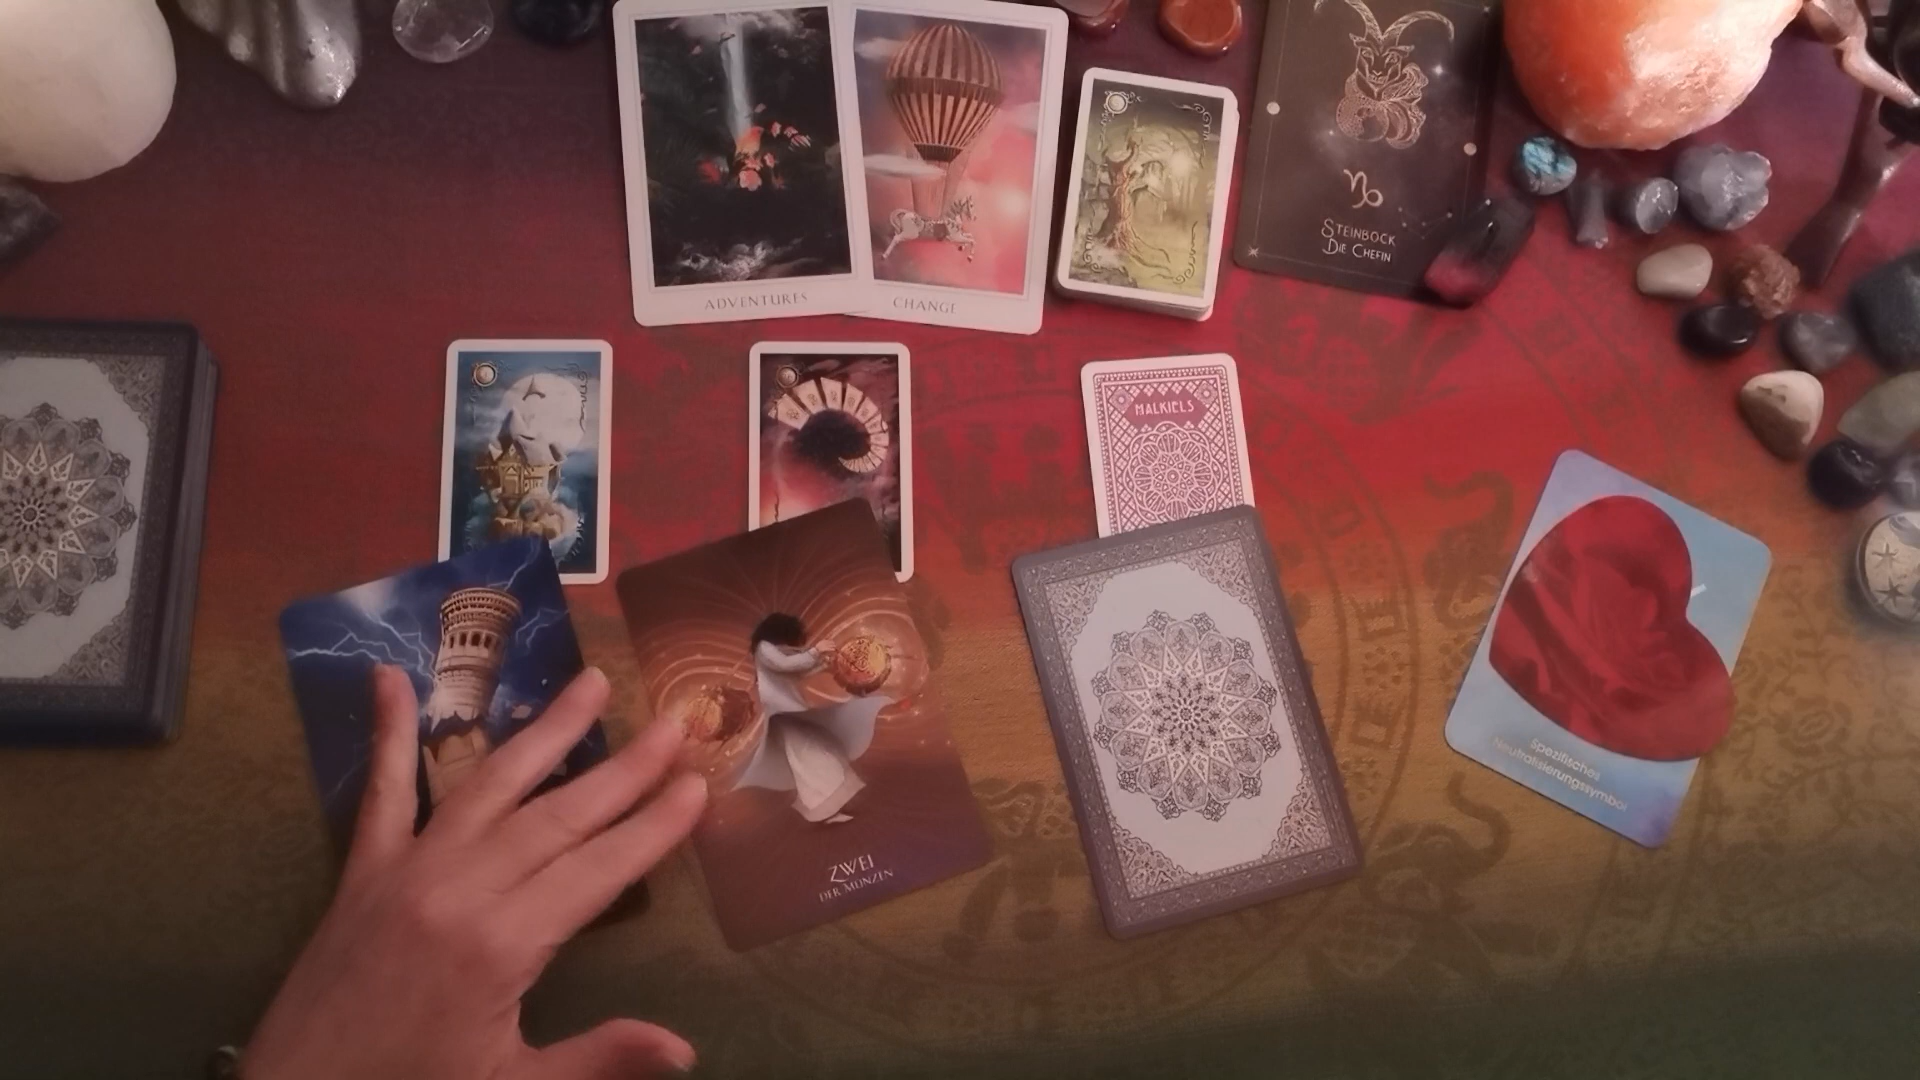 ADVENTURES
CHANGE
STEINBOCK
DIE CHEFIN
MALKIELS
Spezifisches
Neutralisierungssymbol
ZWEI
DER MÜNZEN